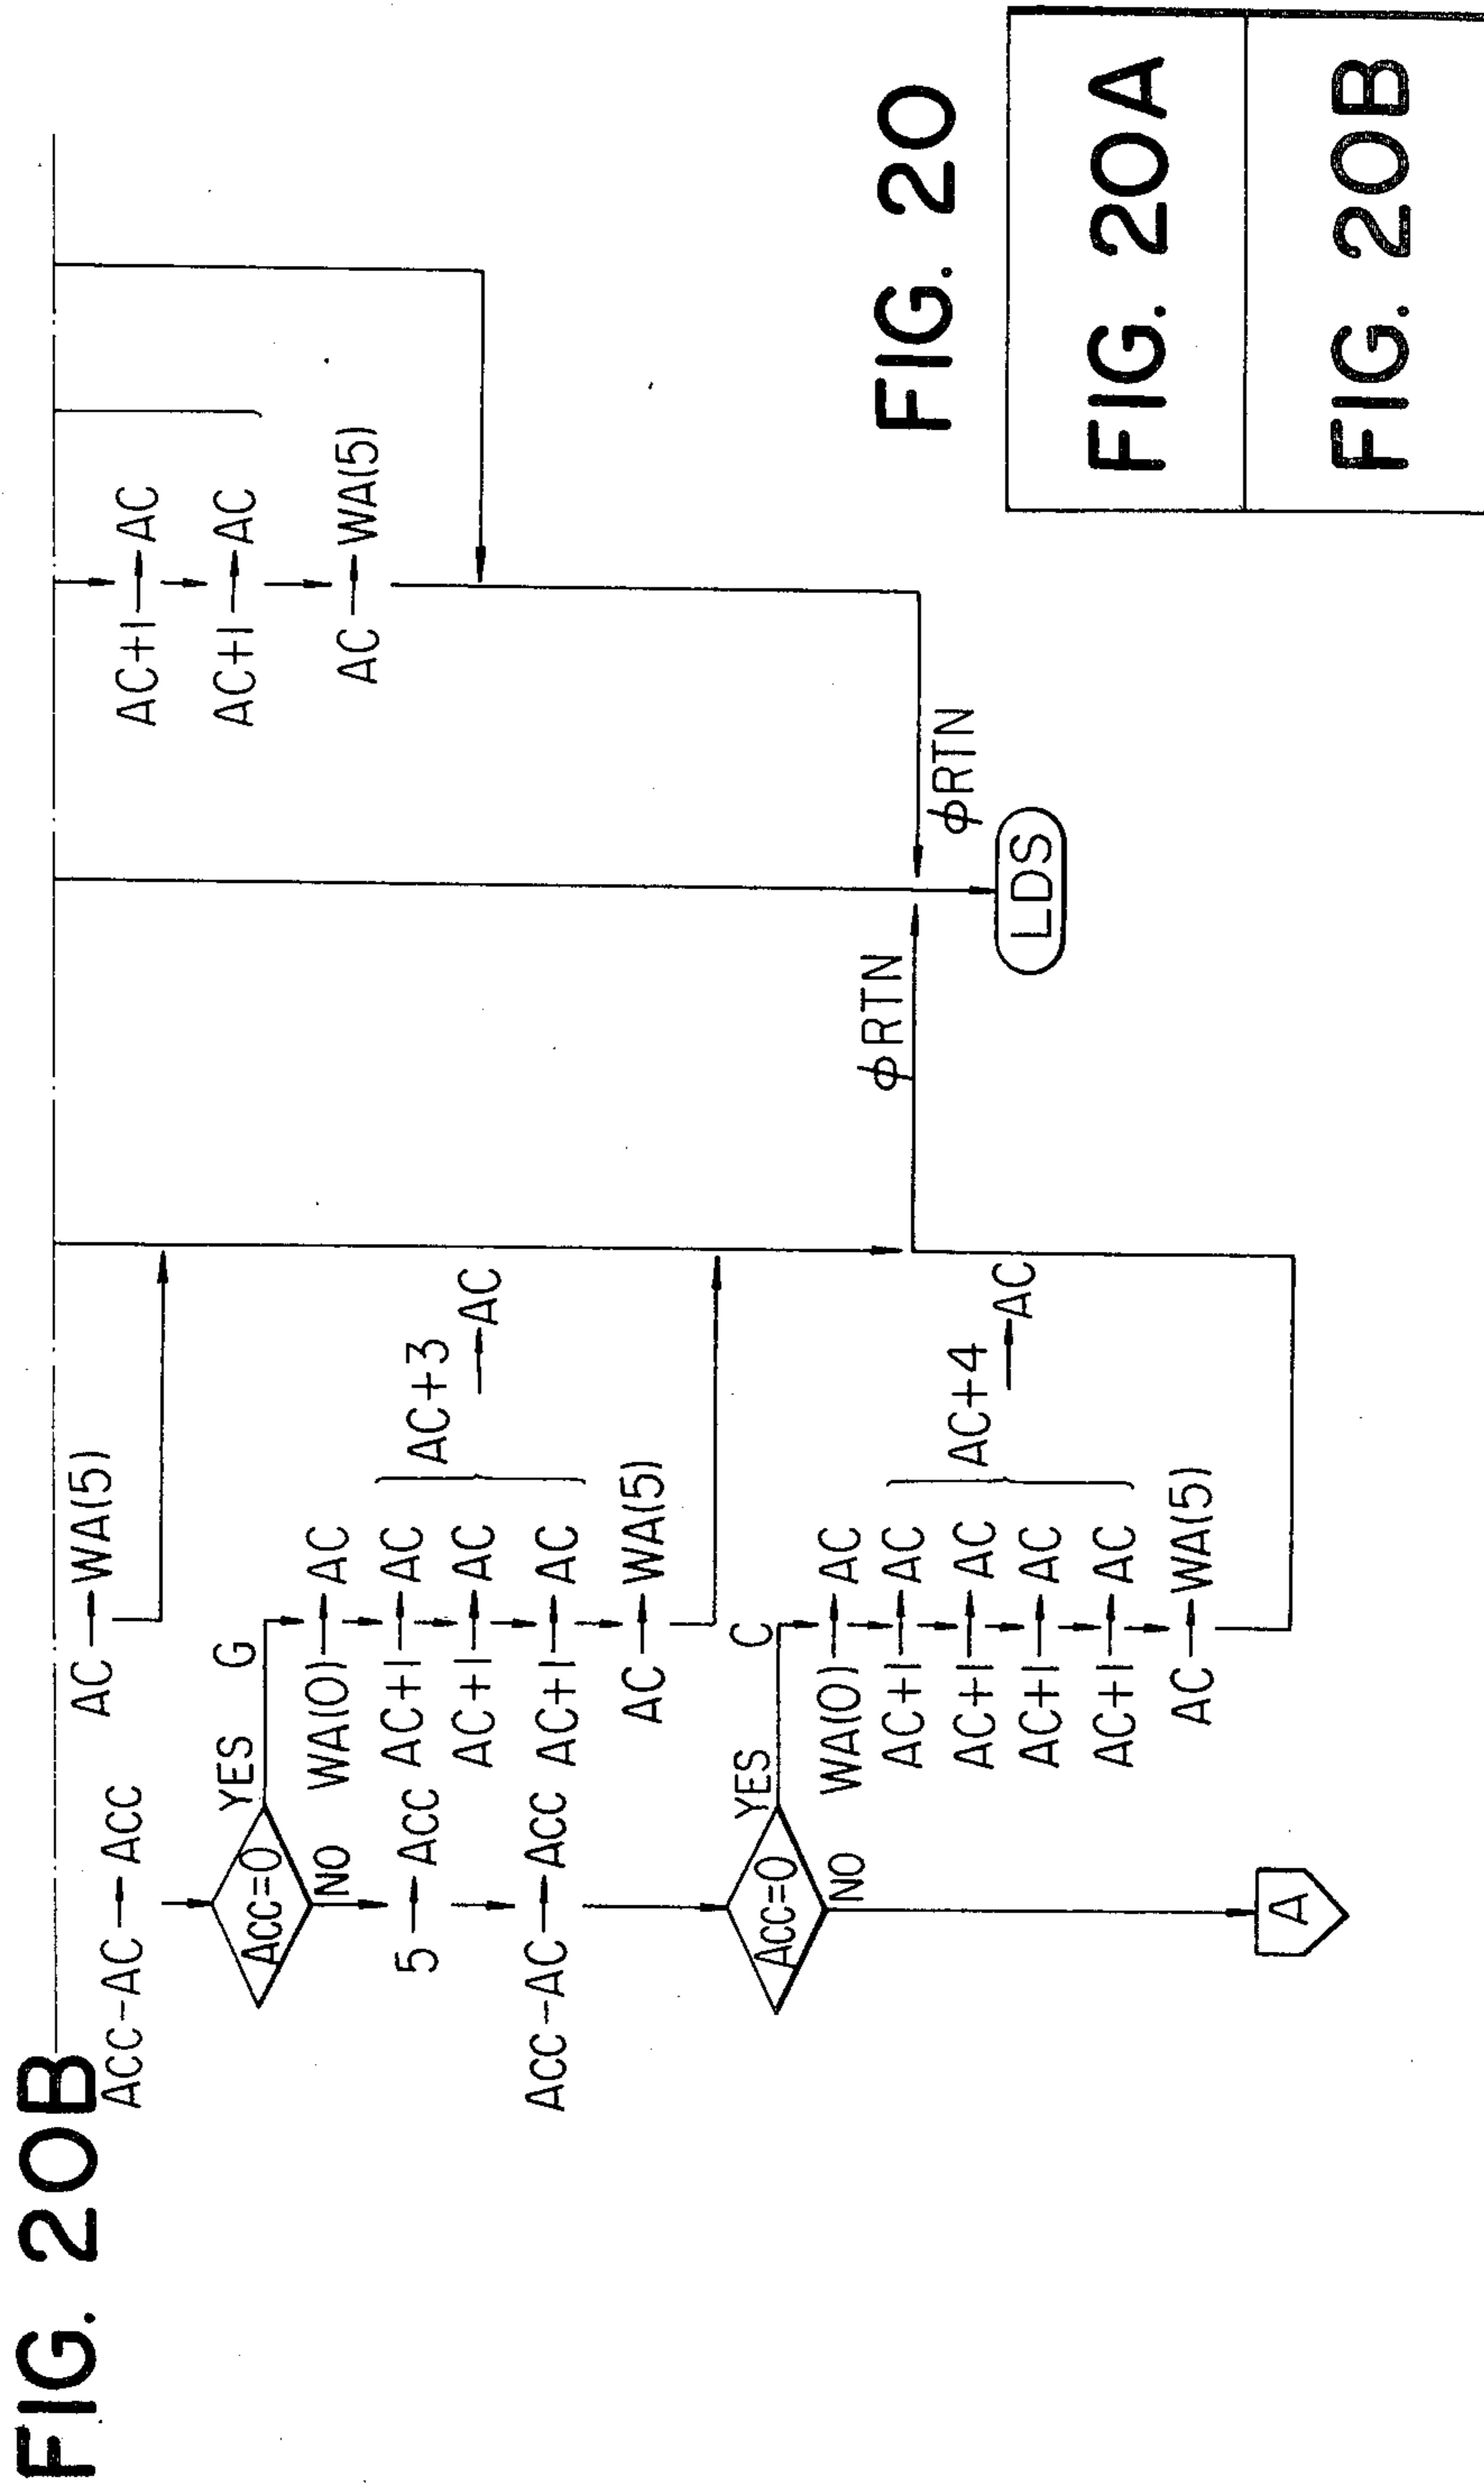 FIG. 20B
ACC-AC→ACC
AC→WA(5)
AC+1→AC
AC+1→AC
AC→WA(5)
ACC=0
YES
G
NO
WA(0)→AC
AC+1→AC
AC+1→AC
AC+1→AC
AC+3
→AC
AC→WA(5)
5→ACC
ACC-AC→ACC
ACC=0
YES
C
NO
WA(0)→AC
AC+1→AC
AC+1→AC
AC+1→AC
AC+1→AC
AC+4
→AC
AC→WA(5)
A
φRTN
φRTN
LDS
FIG. 20
FIG. 20A
FIG. 20B